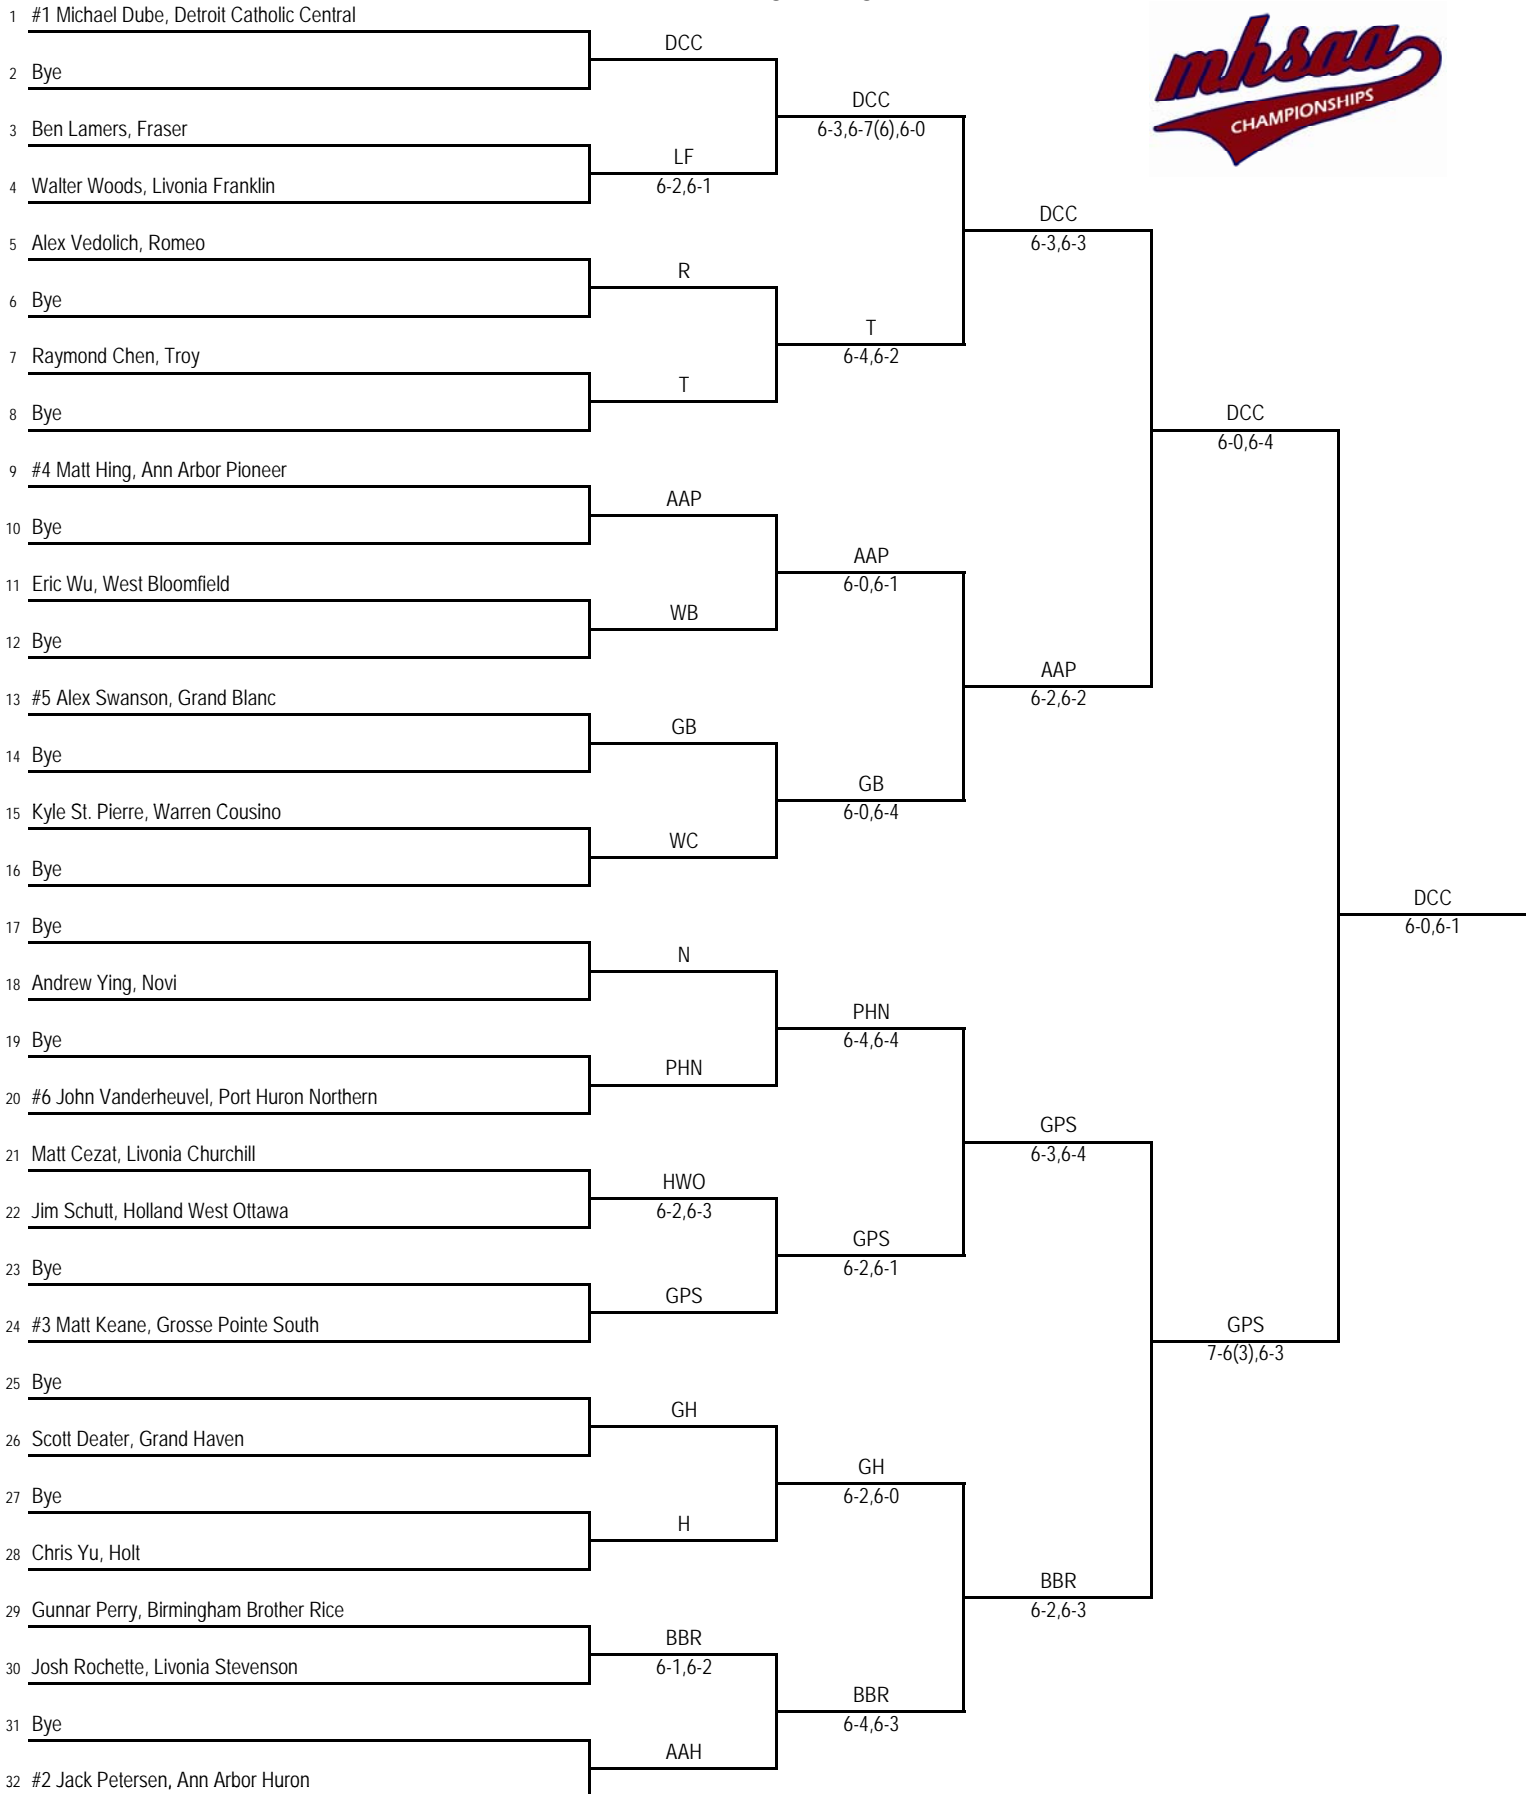 1 #1 Michael Dube, Detroit Catholic Central
2 Bye
3 Ben Lamers, Fraser
4 Walter Woods, Livonia Franklin
5 Alex Vedolich, Romeo
6 Bye
7 Raymond Chen, Troy
8 Bye
9 #4 Matt Hing, Ann Arbor Pioneer
10 Bye
11 Eric Wu, West Bloomfield
12 Bye
13 #5 Alex Swanson, Grand Blanc
14 Bye
15 Kyle St. Pierre, Warren Cousino
16 Bye
17 Bye
18 Andrew Ying, Novi
19 Bye
20 #6 John Vanderheuvel, Port Huron Northern
21 Matt Cezat, Livonia Churchill
22 Jim Schutt, Holland West Ottawa
23 Bye
24 #3 Matt Keane, Grosse Pointe South
25 Bye
26 Scott Deater, Grand Haven
27 Bye
28 Chris Yu, Holt
29 Gunnar Perry, Birmingham Brother Rice
30 Josh Rochette, Livonia Stevenson
31 Bye
32 #2 Jack Petersen, Ann Arbor Huron
DCC
LF
6-2,6-1
R
T
AAP
WB
GB
WC
N
PHN
HWO
6-2,6-3
GPS
GH
H
BBR
6-1,6-2
AAH
DCC
6-3,6-7(6),6-0
T
6-4,6-2
AAP
6-0,6-1
GB
6-0,6-4
PHN
6-4,6-4
GPS
6-2,6-1
GH
6-2,6-0
BBR
6-4,6-3
DCC
6-3,6-3
AAP
6-2,6-2
GPS
6-3,6-4
BBR
6-2,6-3
DCC
6-0,6-4
GPS
7-6(3),6-3
DCC
6-0,6-1
mhsaa
CHAMPIONSHIPS